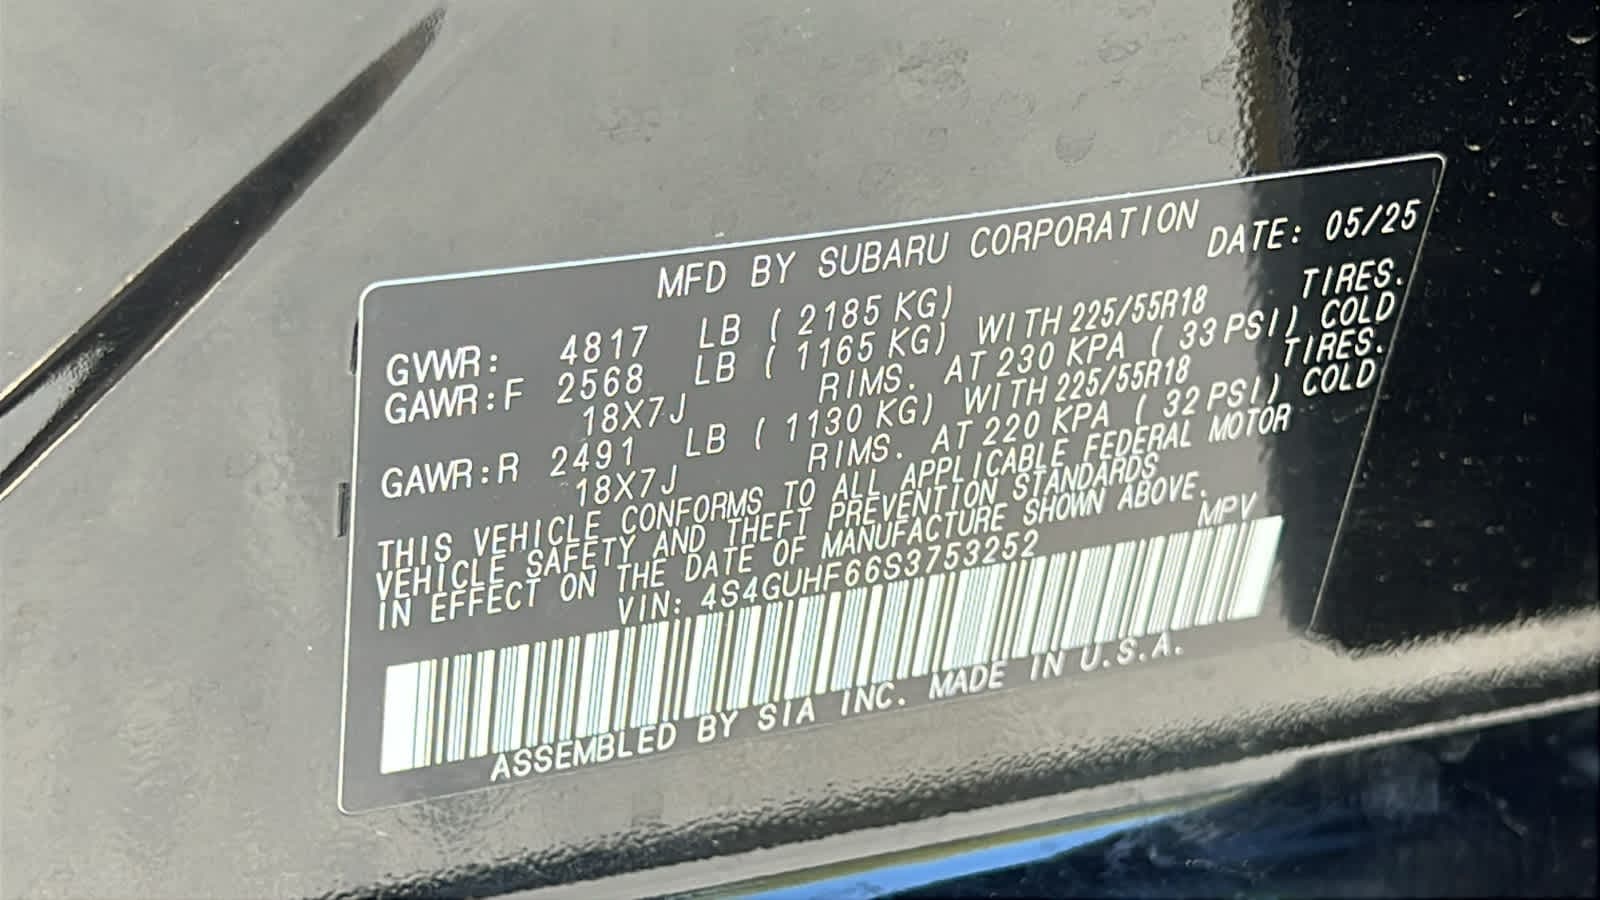 MFD BY SUBARU CORPORATION
DATE: 05/25
GVWR: 4817 LB ( 2185 KG)
GAWR:F 2568 LB ( 1165 KG) WITH 225/55R18 TIRES.
18X7J RIMS. AT 230 KPA ( 33 PSI) COLD
GAWR:R 2491 LB ( 1130 KG) WITH 225/55R18 TIRES.
18X7J RIMS. AT 220 KPA ( 32 PSI) COLD
THIS VEHICLE CONFORMS TO ALL APPLICABLE FEDERAL MOTOR
VEHICLE SAFETY AND THEFT PREVENTION STANDARDS
IN EFFECT ON THE DATE OF MANUFACTURE SHOWN ABOVE.
VIN: 4S4GUHF66S3753252 MPV
ASSEMBLED BY SIA INC. MADE IN U.S.A.